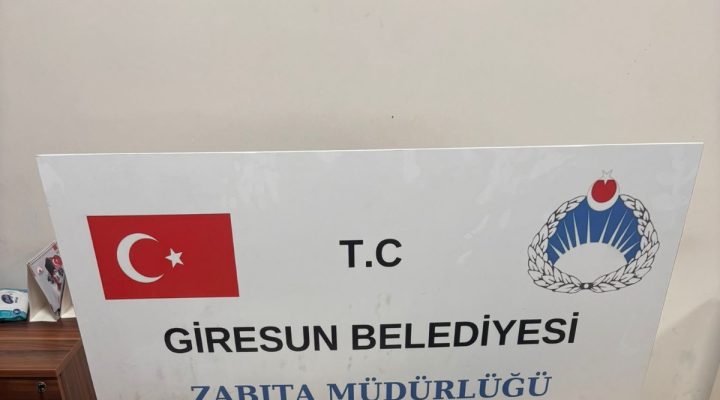 T.C
GİRESUN BELEDİYESİ
ZABITA MÜDÜRLÜĞÜ